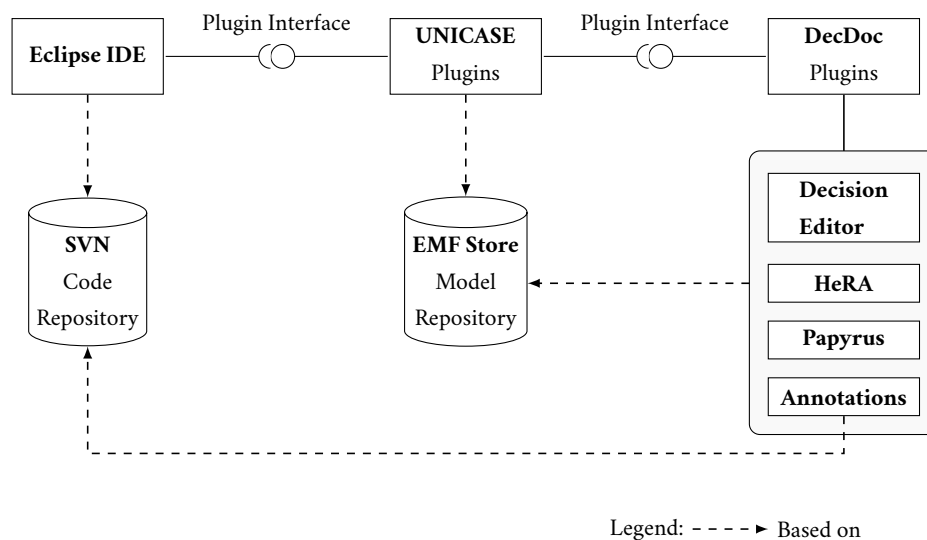 Plugin Interface
Plugin Interface
Eclipse IDE
UNICASE
Plugins
DecDoc
Plugins
Decision
Editor
HeRA
Papyrus
Annotations
SVN
Code
Repository
EMF Store
Model
Repository
Legend:
Based on